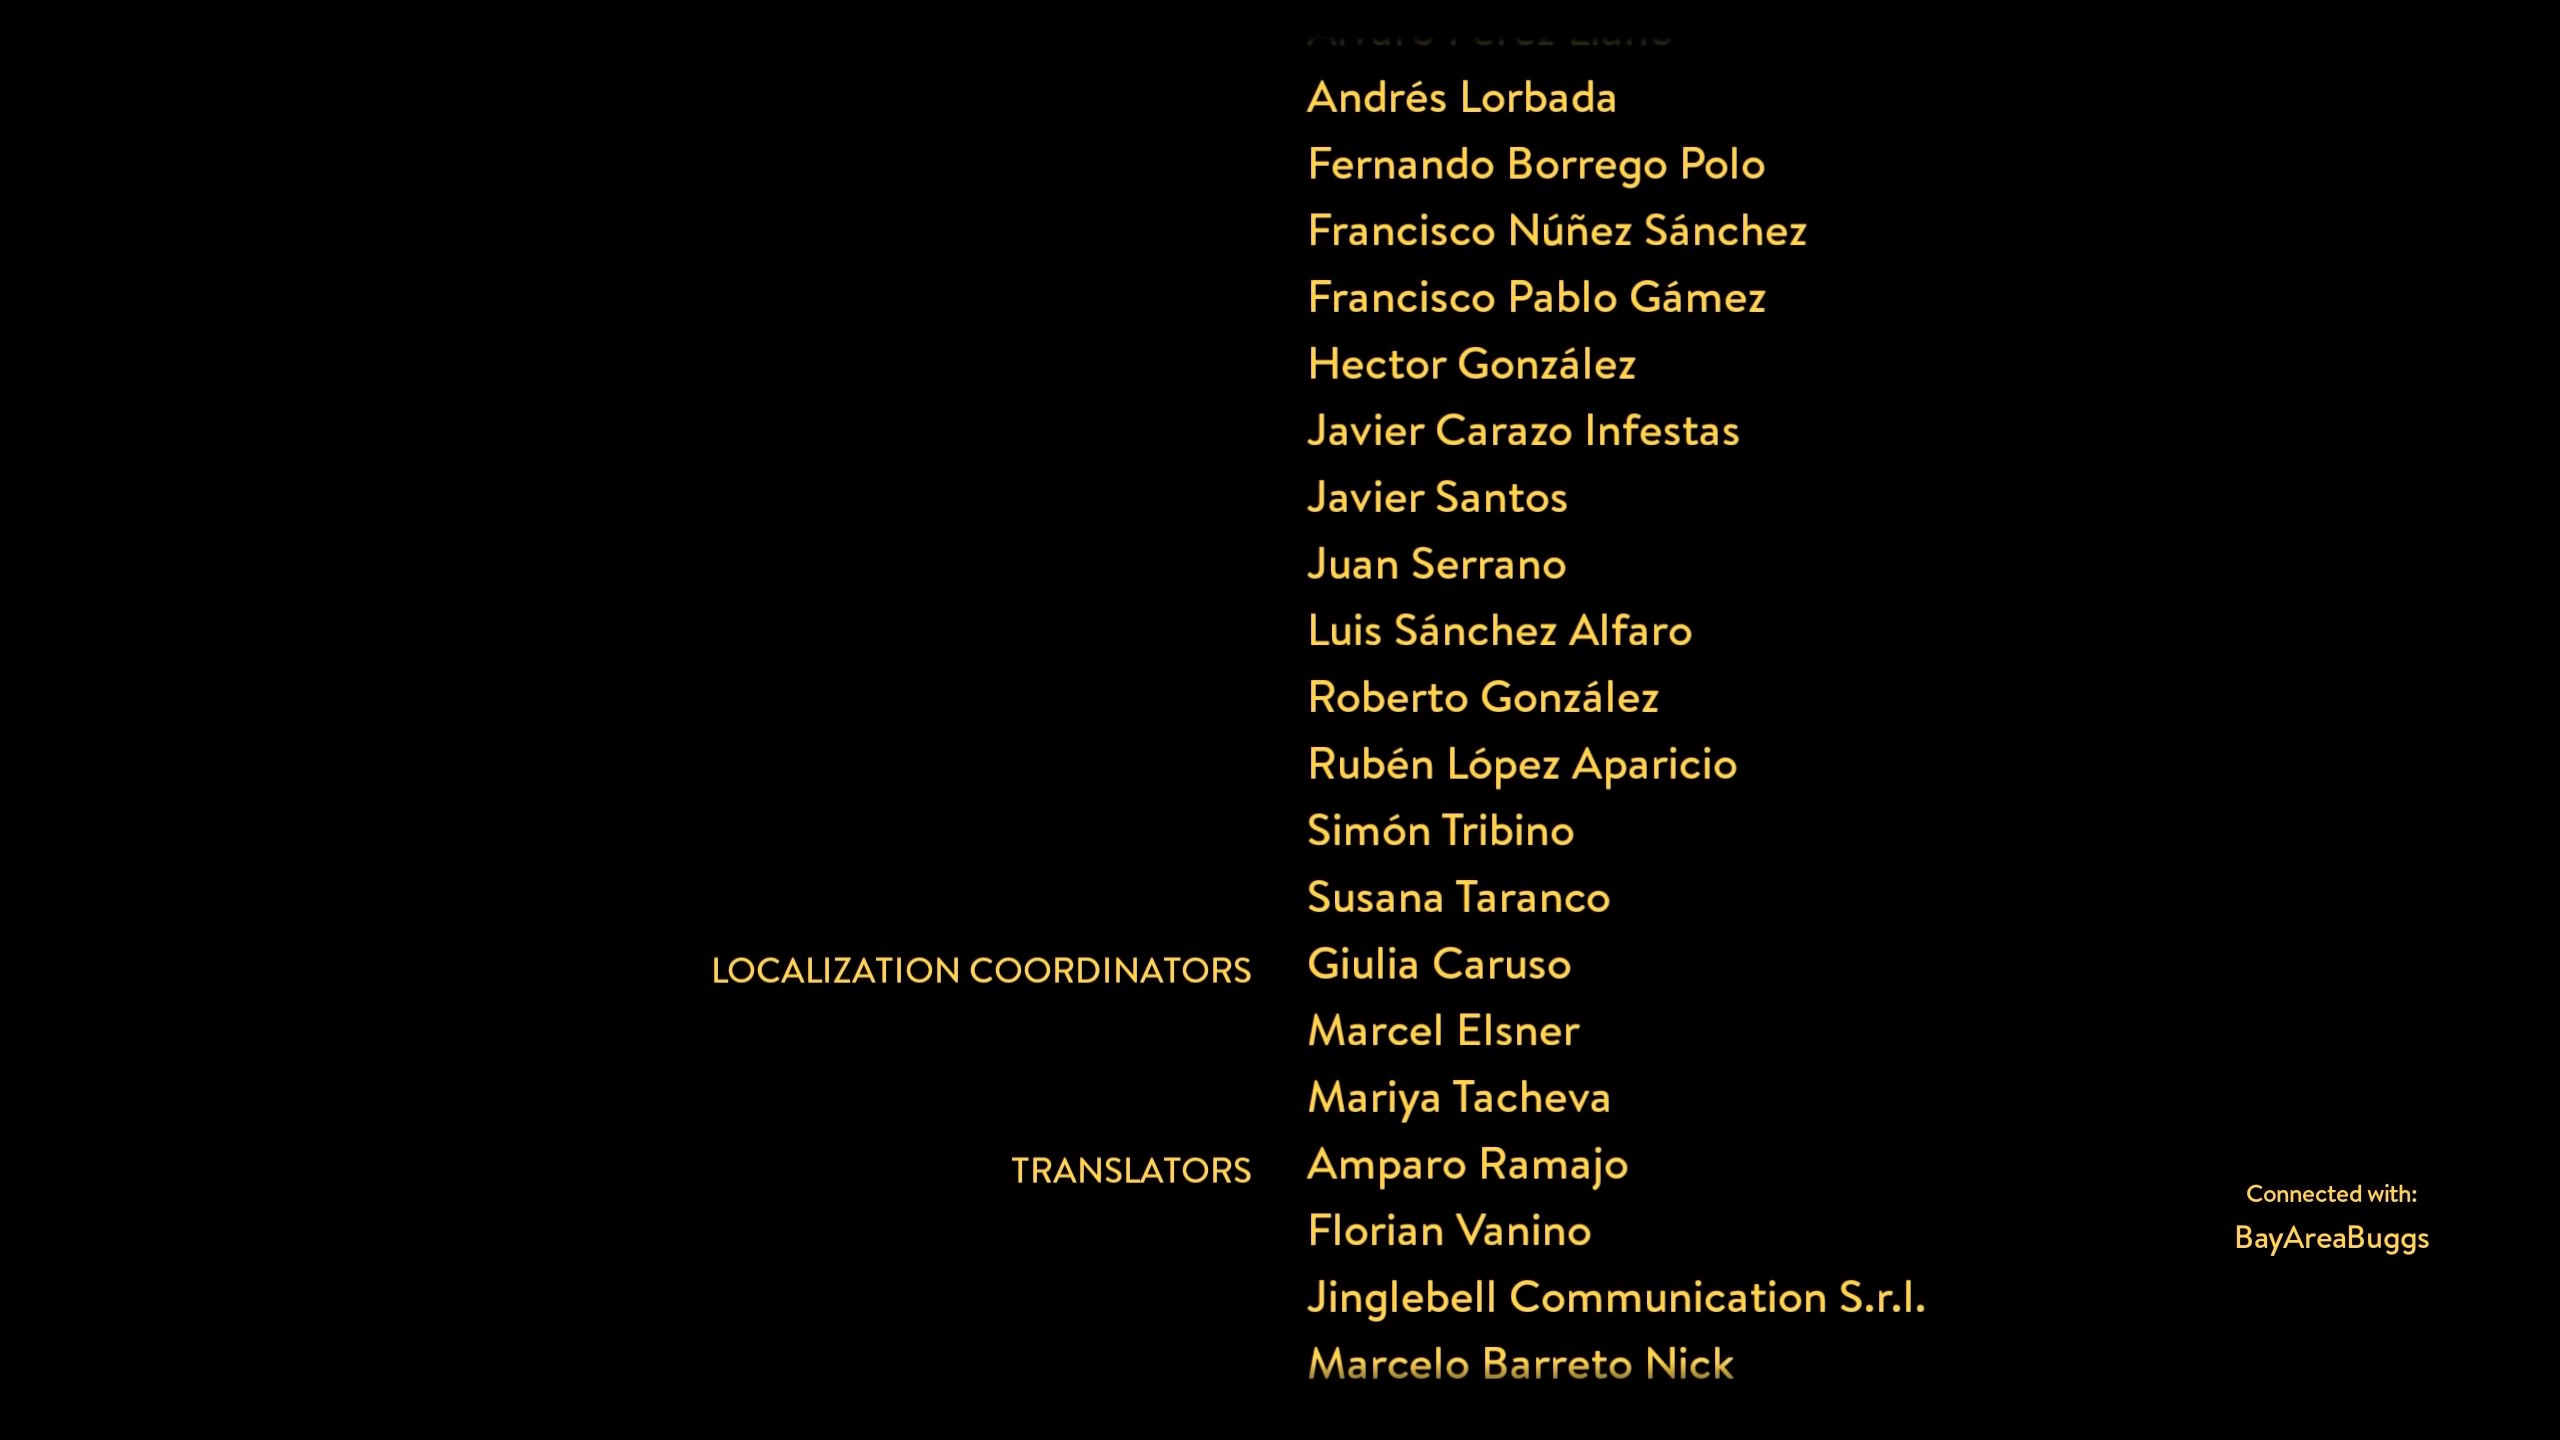 Andrés Lorbada
Fernando Borrego Polo
Francisco Núñez Sánchez
Francisco Pablo Gámez
Hector González
Javier Carazo Infestas
Javier Santos
Juan Serrano
Luis Sánchez Alfaro
Roberto González
Rubén López Aparicio
Simón Tribino
Susana Taranco
LOCALIZATION COORDINATORS Giulia Caruso
Marcel Elsner
Mariya Tacheva
TRANSLATORS Amparo Ramajo
Florian Vanino
Jinglebell Communication S.r.l.
Marcelo Barreto Nick
Connected with:
BayAreaBuggs